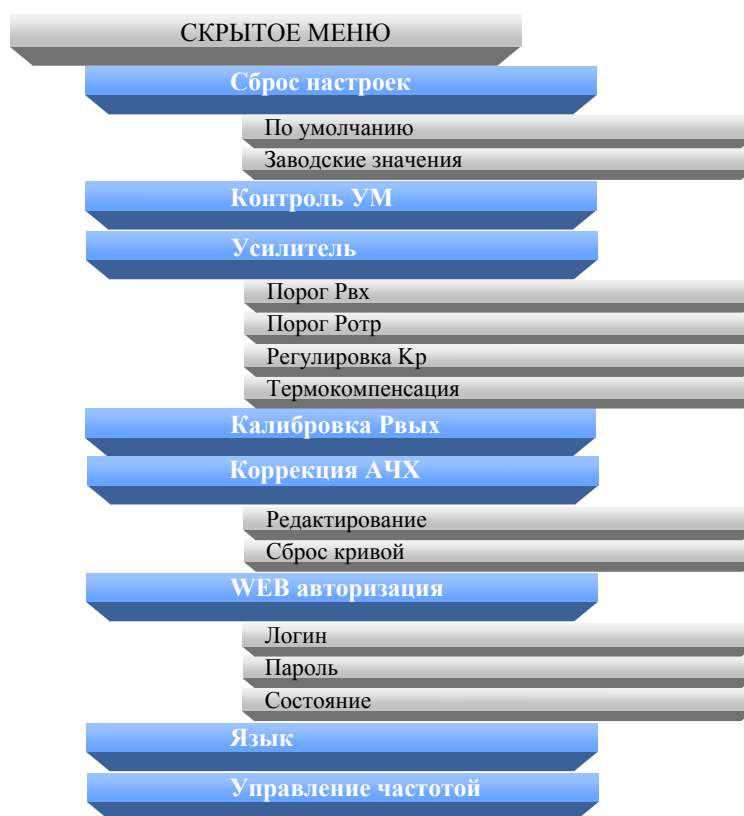 СКРЫТОЕ МЕНЮ
Сброс настроек
По умолчанию
Заводские значения
Контроль УМ
Усилитель
Порог Рвх
Порог Ротр
Регулировка Кр
Термокомпенсация
Калибровка Рвых
Коррекция АЧХ
Редактирование
Сброс кривой
WEB авторизация
Логин
Пароль
Состояние
Язык
Управление частотой